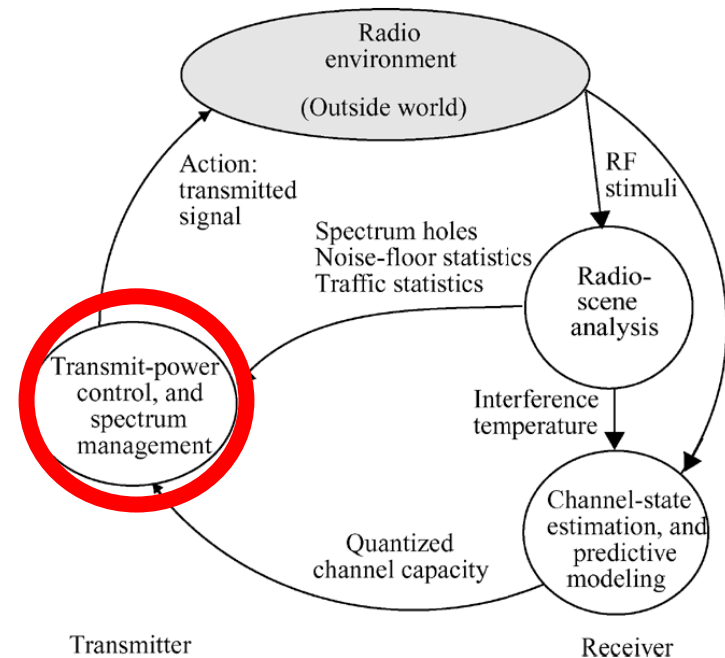 Radio
environment
(Outside world)
Action:
transmitted
signal
RF
stimuli
Spectrum holes
Noise-floor statistics
Traffic statistics
Radio-
scene
analysis
Transmit-power
control, and
spectrum
management
Interference
temperature
Channel-state
estimation, and
predictive
modeling
Quantized
channel capacity
Transmitter
Receiver